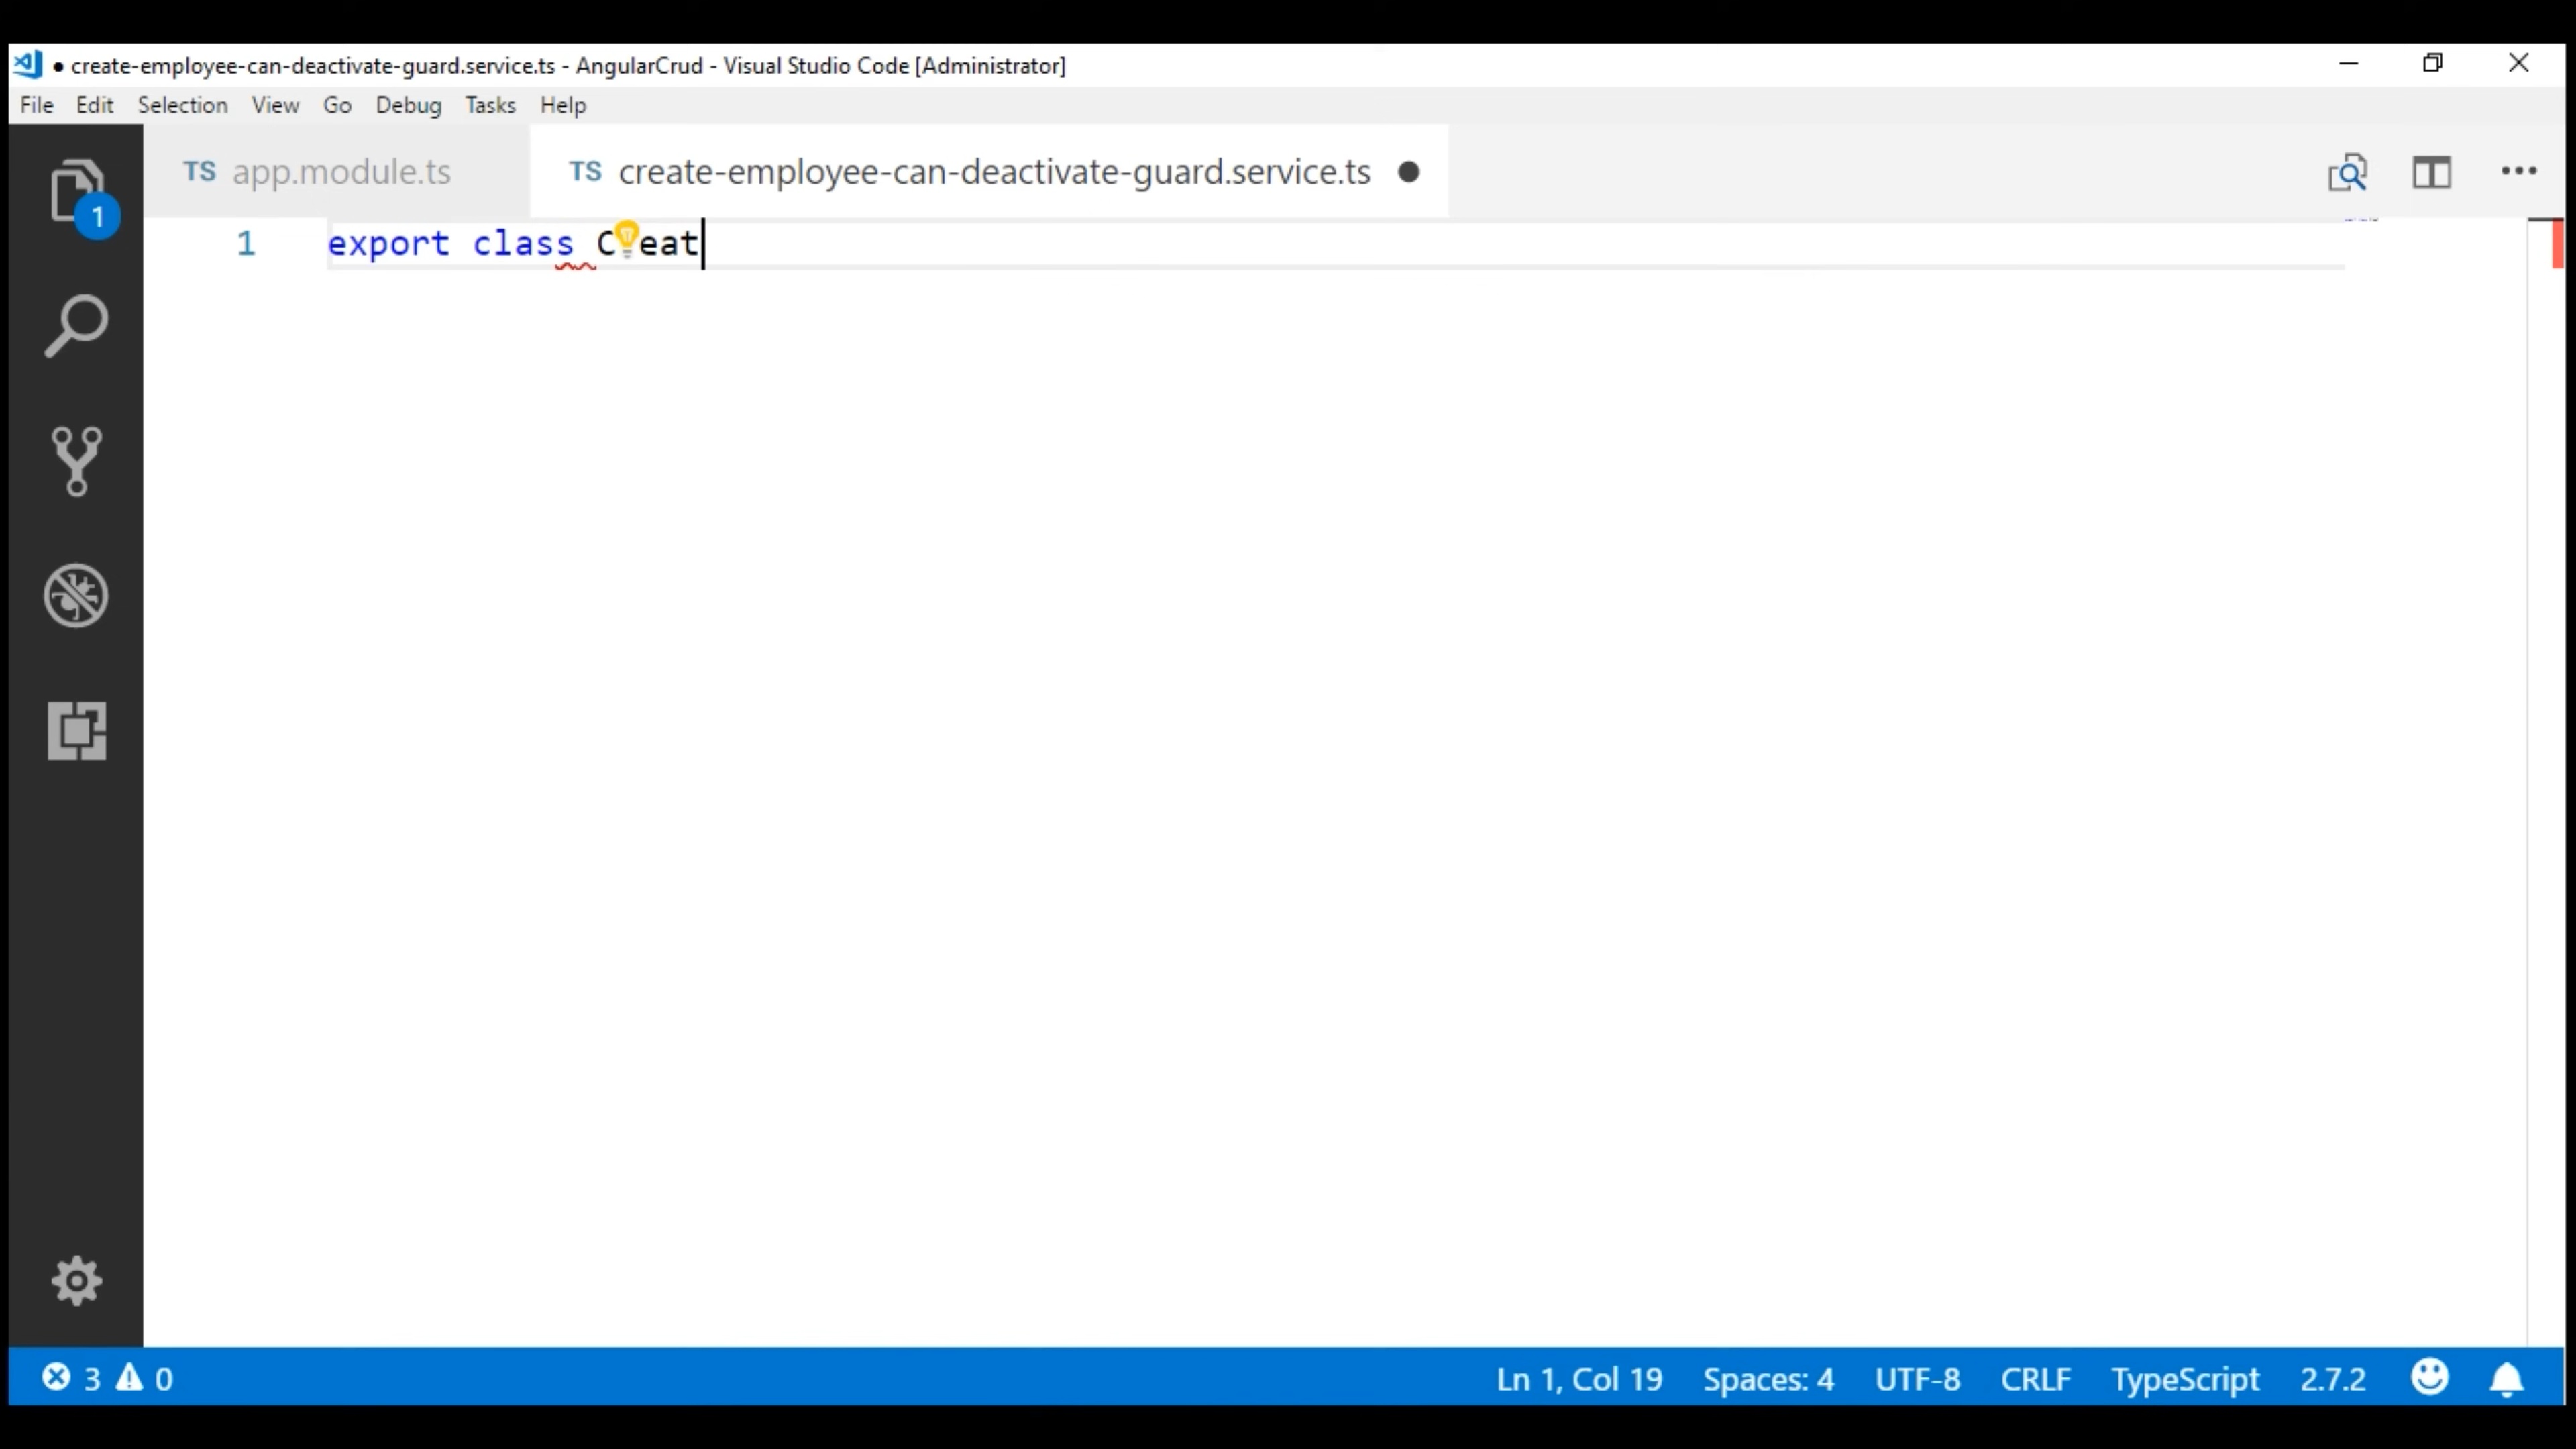 ● create-employee-can-deactivate-guard.service.ts - AngularCrud - Visual Studio Code [Administrator]
File Edit Selection View Go Debug Tasks Help
TS app.module.ts TS create-employee-can-deactivate-guard.service.ts ●
1
1 export class Creat
3 0 Ln 1, Col 19 Spaces: 4 UTF-8 CRLF TypeScript 2.7.2